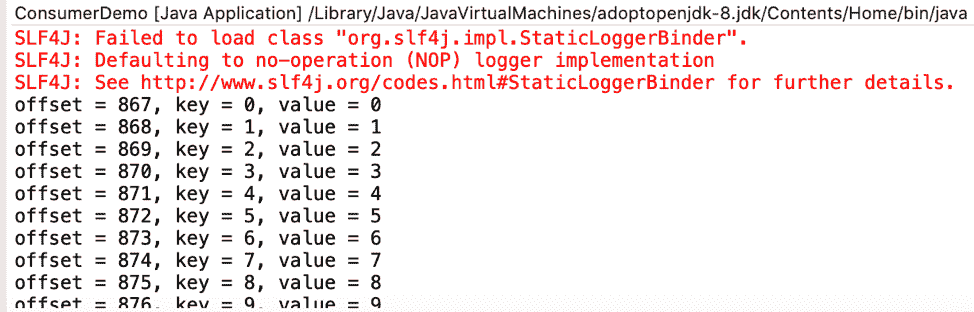 ConsumerDemo [Java Application] /Library/Java/JavaVirtualMachines/adoptopenjdk-8.jdk/Contents/Home/bin/java
SLF4J: Failed to load class "org.slf4j.impl.StaticLoggerBinder".
SLF4J: Defaulting to no-operation (NOP) logger implementation
SLF4J: See http://www.slf4j.org/codes.html#StaticLoggerBinder for further details.
offset = 867, key = 0, value = 0
offset = 868, key = 1, value = 1
offset = 869, key = 2, value = 2
offset = 870, key = 3, value = 3
offset = 871, key = 4, value = 4
offset = 872, key = 5, value = 5
offset = 873, key = 6, value = 6
offset = 874, key = 7, value = 7
offset = 875, key = 8, value = 8
offset = 876, key = 9, value = 9